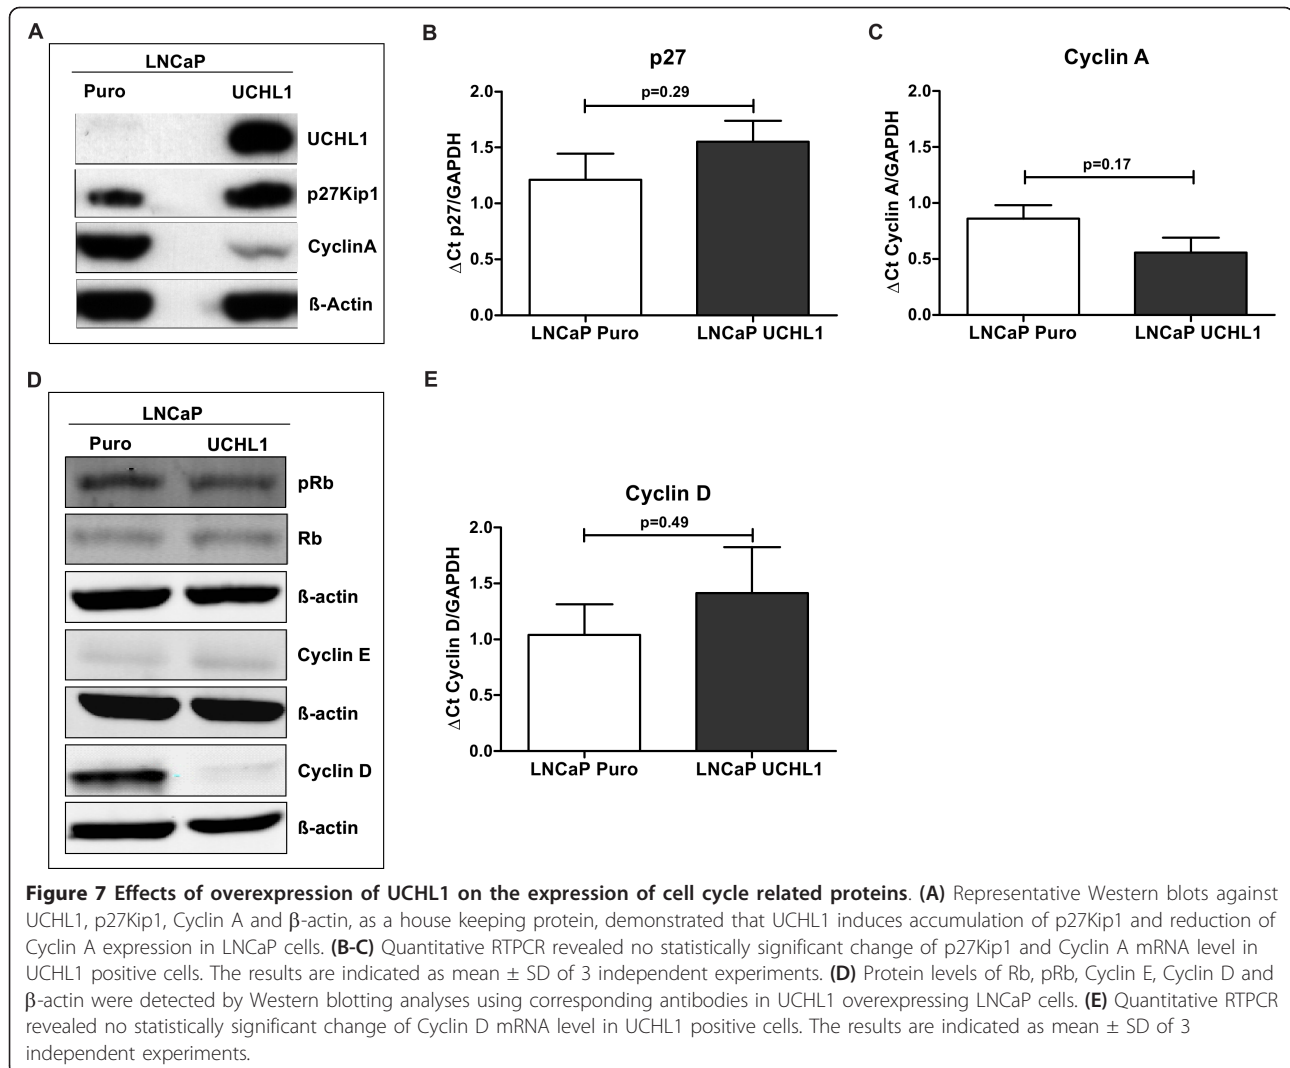 A
LNCaP
Puro UCHL1
UCHL1
p27Kip1
CyclinA
ß-Actin
B
p27
ΔCt p27/GAPDH
2.0
1.5
1.0
0.5
0.0
p=0.29
LNCaP Puro LNCaP UCHL1
C
Cyclin A
ΔCt Cyclin A/GAPDH
2.0
1.5
1.0
0.5
0.0
p=0.17
LNCaP Puro LNCaP UCHL1
D
LNCaP
Puro UCHL1
pRb
Rb
ß-actin
Cyclin E
ß-actin
Cyclin D
ß-actin
E
Cyclin D
ΔCt Cyclin D/GAPDH
2.0
1.5
1.0
0.5
0.0
p=0.49
LNCaP Puro LNCaP UCHL1
Figure 7 Effects of overexpression of UCHL1 on the expression of cell cycle related proteins. (A) Representative Western blots against
UCHL1, p27Kip1, Cyclin A and β-actin, as a house keeping protein, demonstrated that UCHL1 induces accumulation of p27Kip1 and reduction of
Cyclin A expression in LNCaP cells. (B-C) Quantitative RTPCR revealed no statistically significant change of p27Kip1 and Cyclin A mRNA level in
UCHL1 positive cells. The results are indicated as mean ± SD of 3 independent experiments. (D) Protein levels of Rb, pRb, Cyclin E, Cyclin D and
β-actin were detected by Western blotting analyses using corresponding antibodies in UCHL1 overexpressing LNCaP cells. (E) Quantitative RTPCR
revealed no statistically significant change of Cyclin D mRNA level in UCHL1 positive cells. The results are indicated as mean ± SD of 3
independent experiments.